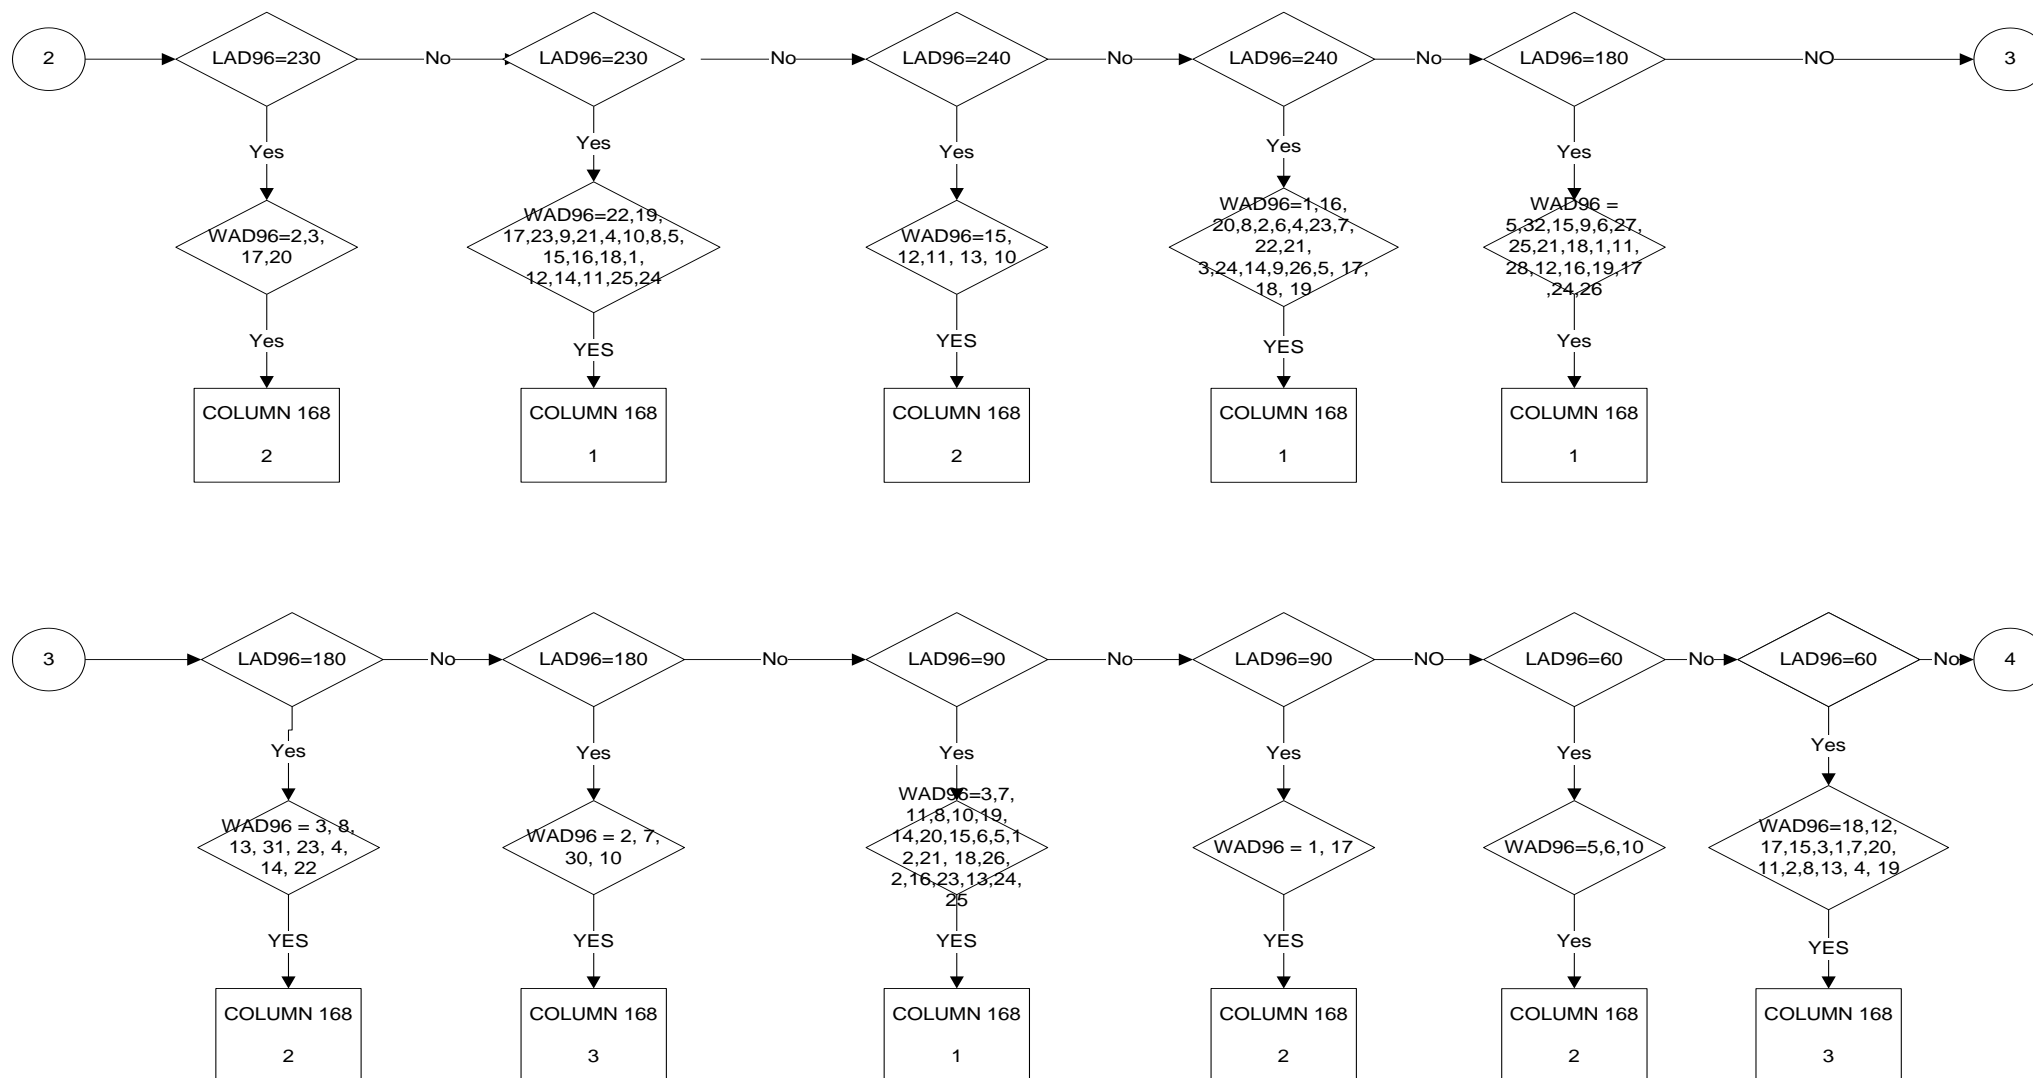 2
LAD96=230
No
LAD96=230
No
LAD96=240
No
LAD96=240
No
LAD96=180
NO
3
Yes
Yes
Yes
Yes
Yes
WAD96=2,3,
17,20
WAD96=22,19,
17,23,9,21,4,10,8,5,
15,16,18,1,
12,14,11,25,24
WAD96=15,
12,11, 13, 10
WAD96=1,16,
20,8,2,6,4,23,7,
22,21,
3,24,14,9,26,5, 17,
18, 19
WAD96 =
5,32,15,9,6,27,
25,21,18,1,11,
28,12,16,19,17
,24,26
Yes
YES
YES
YES
Yes
COLUMN 168
2
COLUMN 168
1
COLUMN 168
2
COLUMN 168
1
COLUMN 168
1
3
LAD96=180
No
LAD96=180
No
LAD96=90
No
LAD96=90
NO
LAD96=60
No
LAD96=60
No
4
Yes
Yes
Yes
Yes
Yes
Yes
WAD96 = 3, 8,
13, 31, 23, 4,
14, 22
WAD96 = 2, 7,
30, 10
WAD96=3,7,
11,8,10,19,
14,20,15,6,5,1
2,21, 18,26,
2,16,23,13,24,
25
WAD96 = 1, 17
WAD96=5,6,10
WAD96=18,12,
17,15,3,1,7,20,
11,2,8,13, 4, 19
YES
YES
YES
YES
Yes
YES
COLUMN 168
2
COLUMN 168
3
COLUMN 168
1
COLUMN 168
2
COLUMN 168
2
COLUMN 168
3